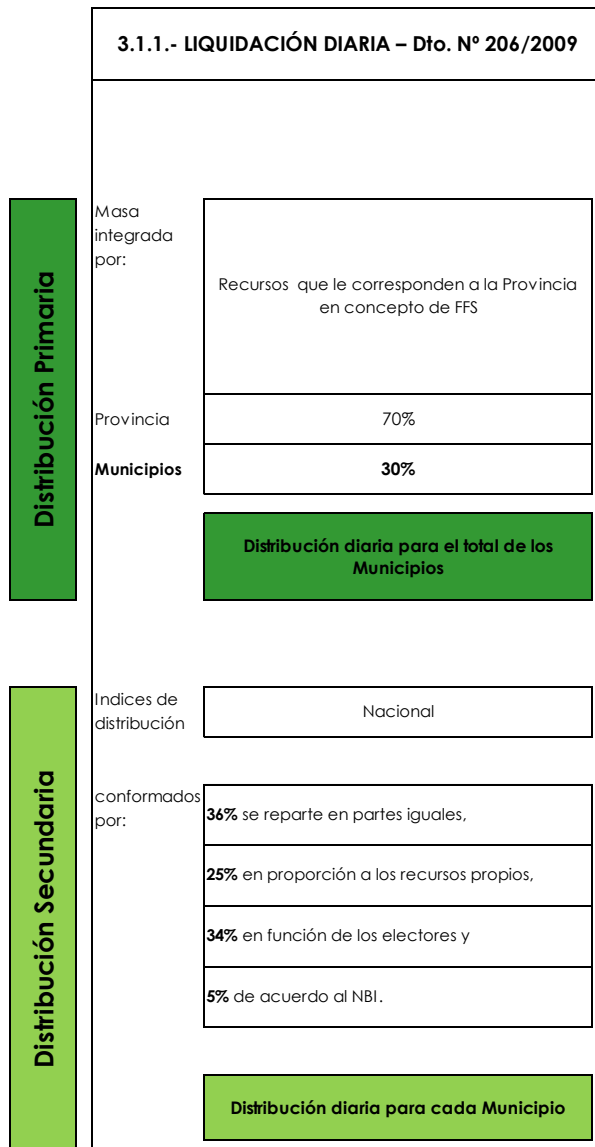 3.1.1.- LIQUIDACIÓN DIARIA – Dto. Nº 206/2009
Distribución Primaria
Masa
integrada
por:
Recursos que le corresponden a la Provincia
en concepto de FFS
Provincia
70%
Municipios
30%
Distribución diaria para el total de los
Municipios
Distribución Secundaria
Indices de
distribución
Nacional
conformados
por:
36% se reparte en partes iguales,
25% en proporción a los recursos propios,
34% en función de los electores y
5% de acuerdo al NBI.
Distribución diaria para cada Municipio